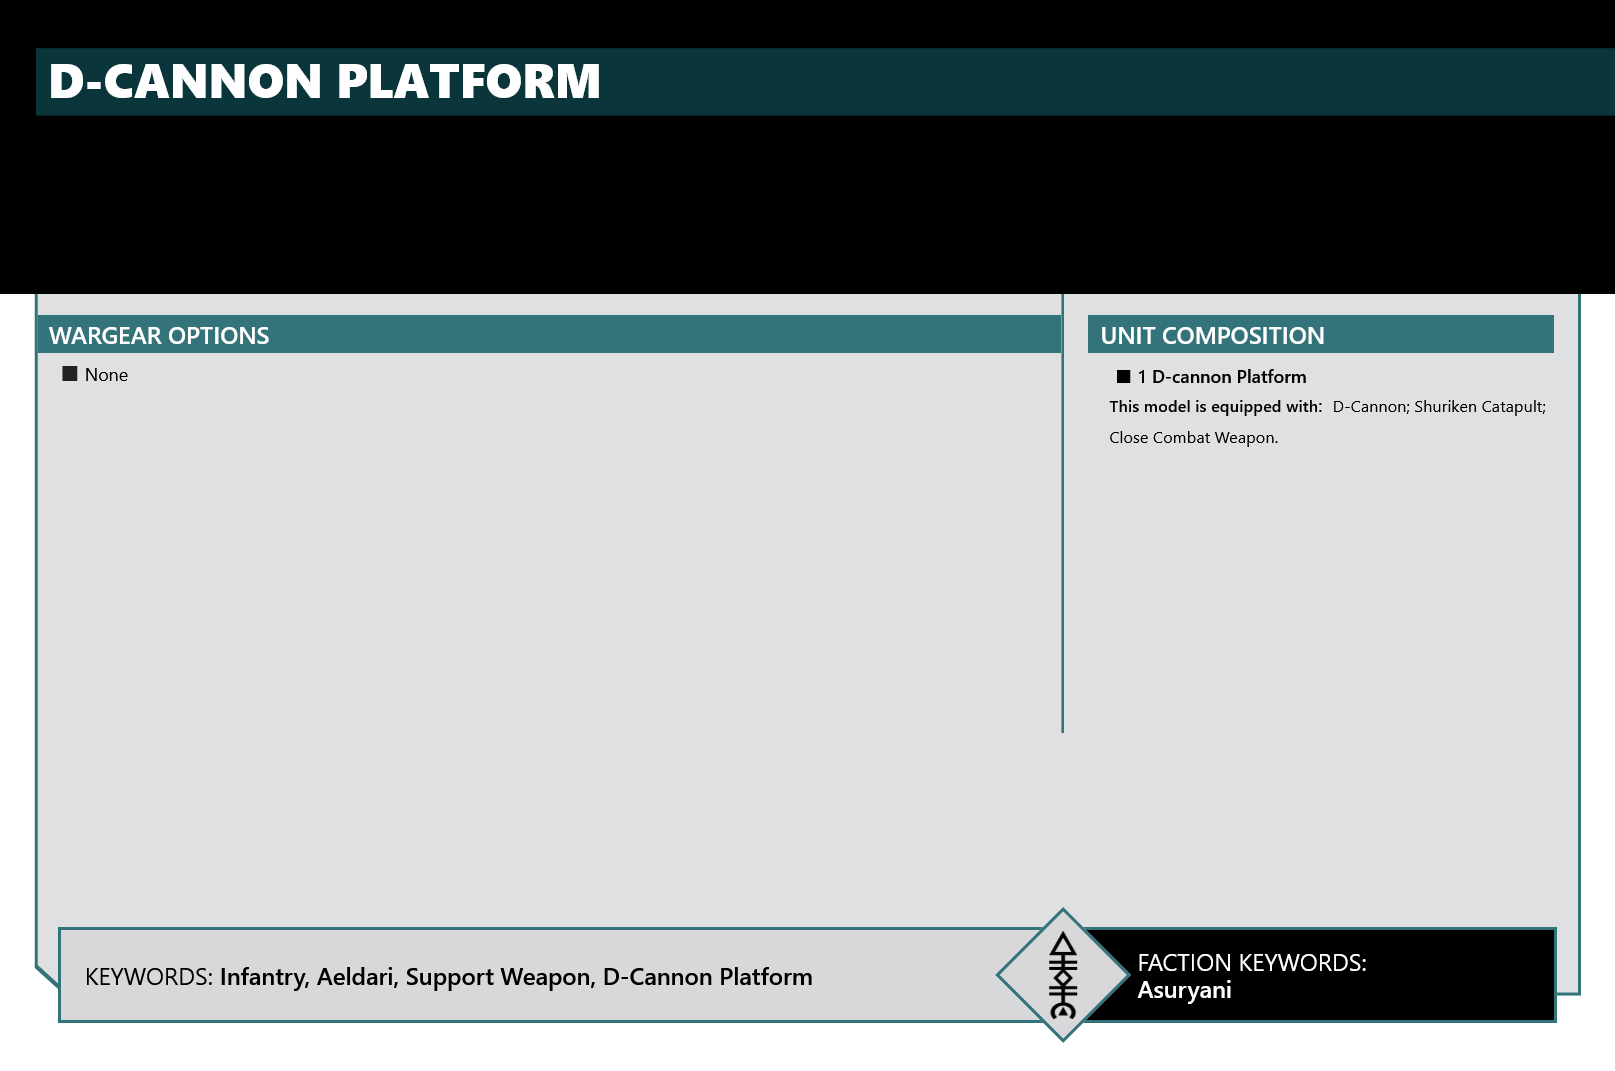 D-CANNON PLATFORM
WARGEAR OPTIONS
None
UNIT COMPOSITION
1 D-cannon Platform
This model is equipped with: D-Cannon; Shuriken Catapult;
Close Combat Weapon.
KEYWORDS: Infantry, Aeldari, Support Weapon, D-Cannon Platform
FACTION KEYWORDS:
Asuryani